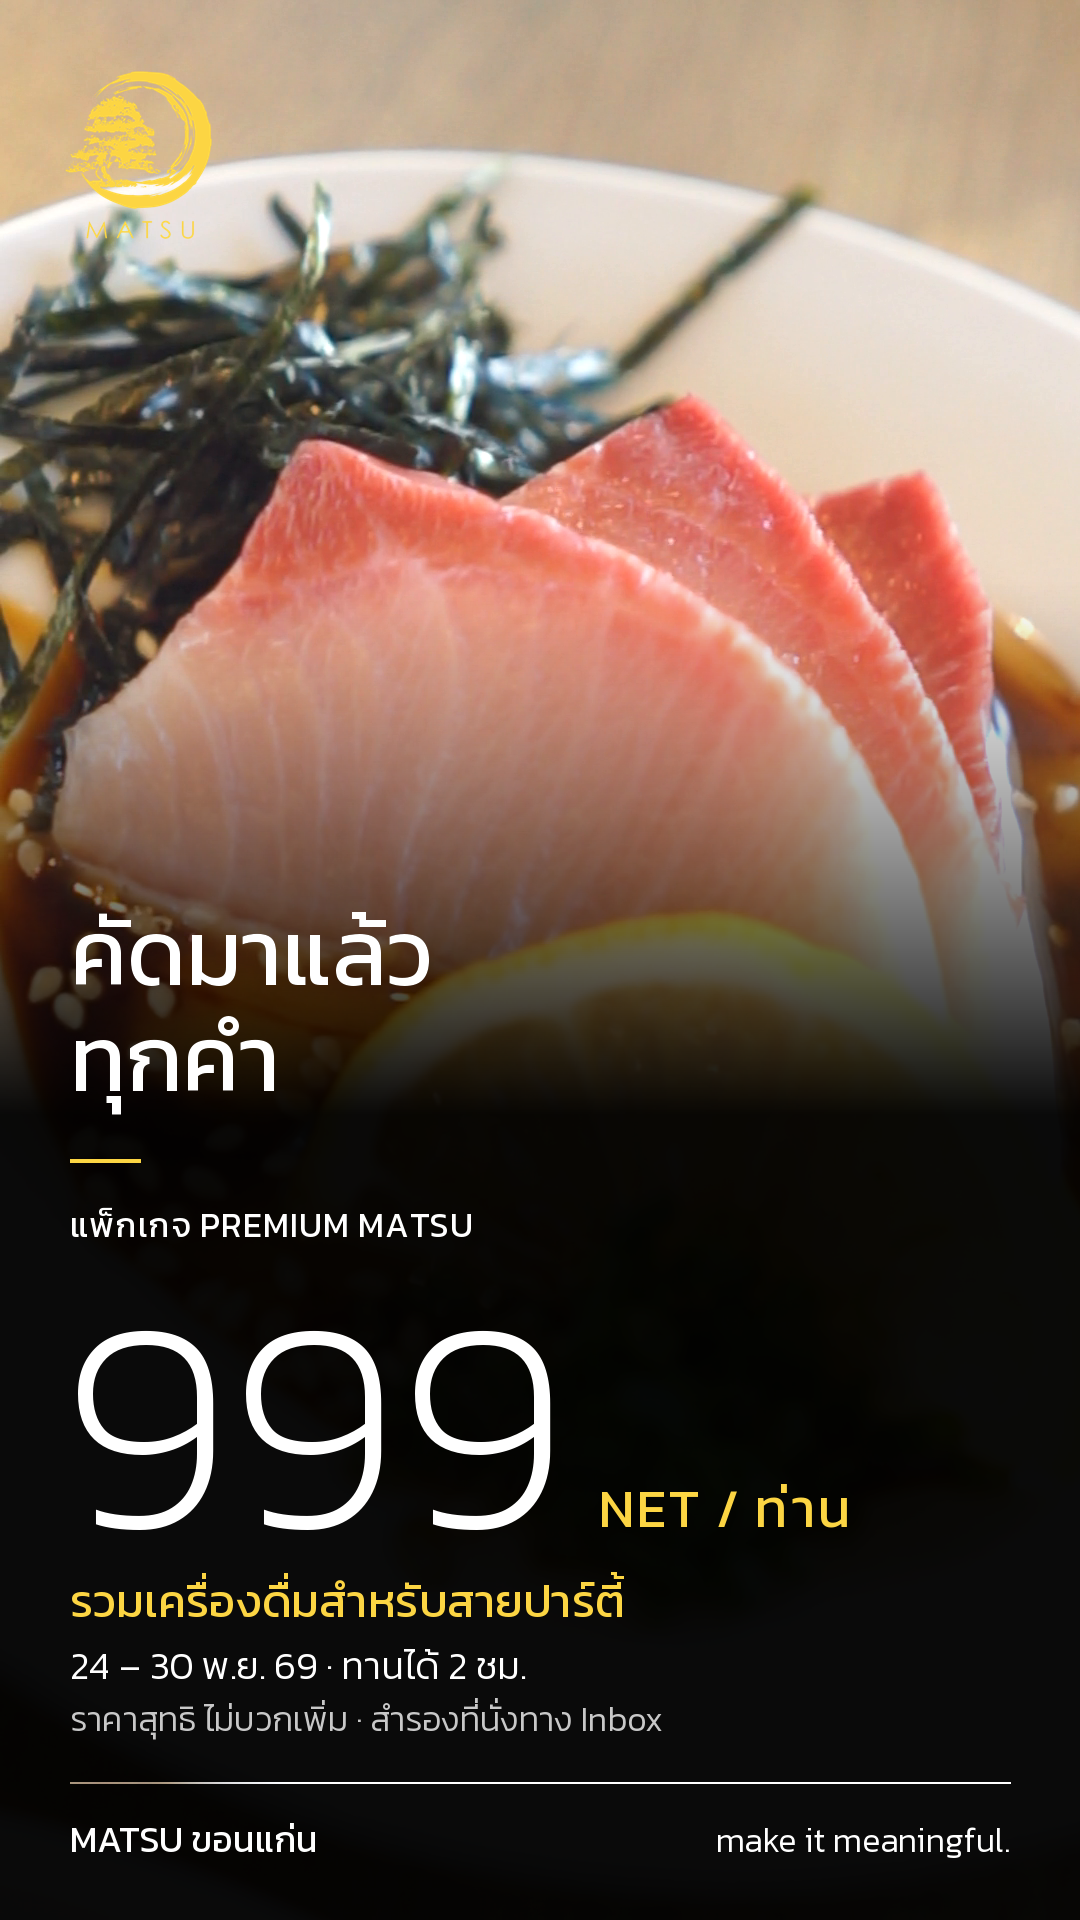 MATSU
คัดมาแล้ว
ทุกคำ
แพ็กเกจ PREMIUM MATSU
999 NET / ท่าน
รวมเครื่องดื่มสำหรับสายปาร์ตี้
24 – 30 พ.ย. 69 · ทานได้ 2 ชม.
ราคาสุทธิ ไม่บวกเพิ่ม · สำรองที่นั่งทาง Inbox
MATSU ขอนแก่น
make it meaningful.